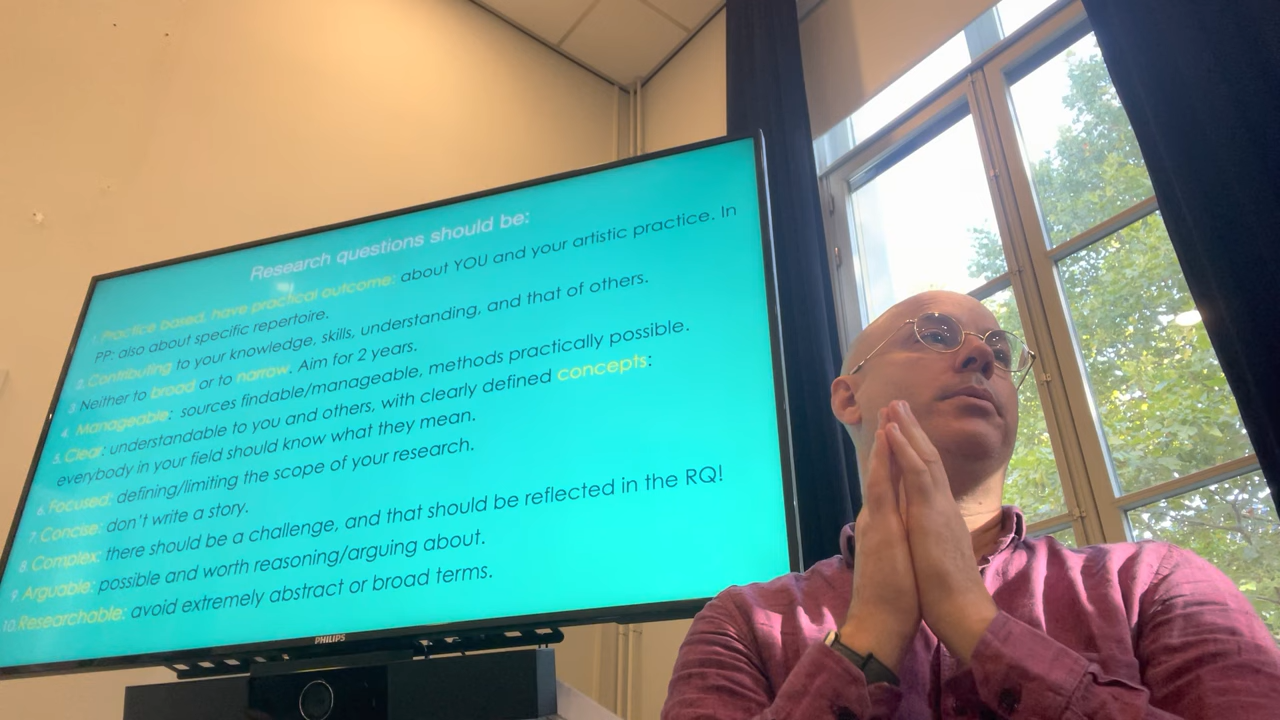 Research questions should be:
1. Practice based, have practical outcome: about YOU and your artistic practice. In
PP: also about specific repertoire.
2. Contributing to your knowledge, skills, understanding, and that of others.
3. Neither to broad or to narrow. Aim for 2 years.
4. Manageable: sources findable/manageable, methods practically possible.
5. Clear: understandable to you and others, with clearly defined concepts:
everybody in your field should know what they mean.
6. Focused: defining/limiting the scope of your research.
7. Concise: don't write a story.
8. Complex: there should be a challenge, and that should be reflected in the RQ!
9. Arguable: possible and worth reasoning/arguing about.
10. Researchable: avoid extremely abstract or broad terms.
PHILIPS